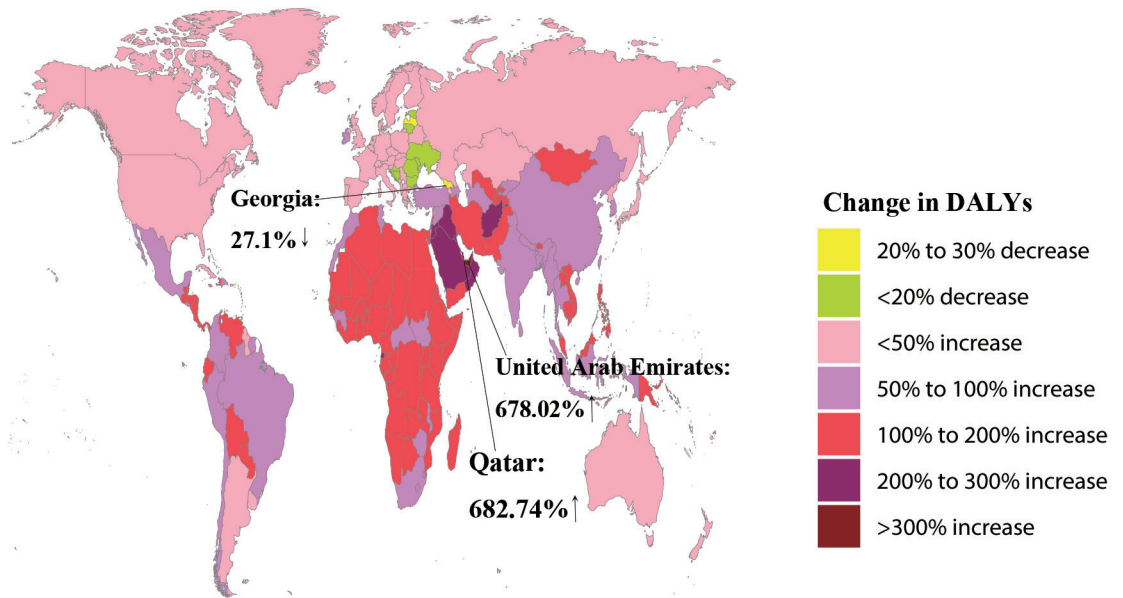 Georgia:
27.1%↓
United Arab Emirates:
678.02%↑
Qatar:
682.74%↑
Change in DALYs
20% to 30% decrease
<20% decrease
<50% increase
50% to 100% increase
100% to 200% increase
200% to 300% increase
>300% increase